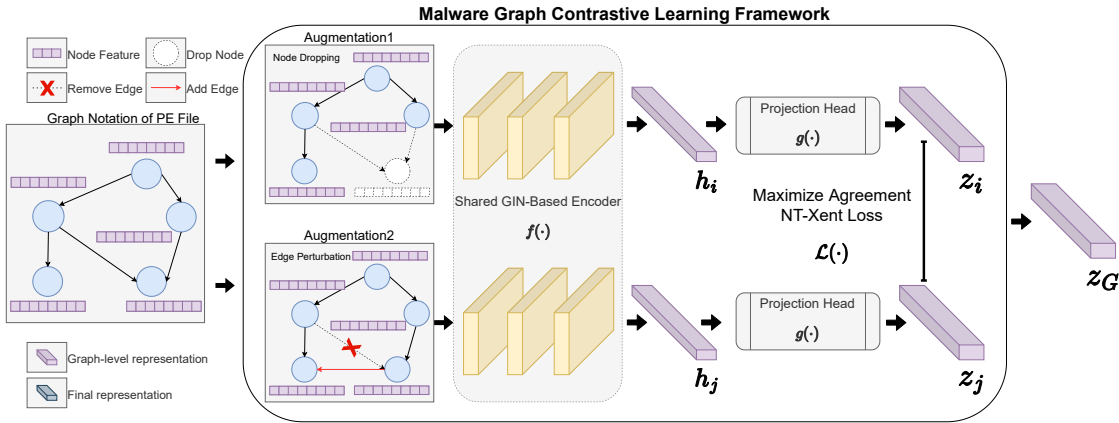 Malware Graph Contrastive Learning Framework
Node Feature
Drop Node
Remove Edge
Add Edge
Graph Notation of PE File
Graph-level representation
Final representation
Augmentation1
Node Dropping
Augmentation2
Edge Perturbation
Shared GIN-Based Encoder
f(·)
h_i
h_j
Projection Head
g(·)
Projection Head
g(·)
Maximize Agreement
NT-Xent Loss
𝓛(·)
z_i
z_j
z_G